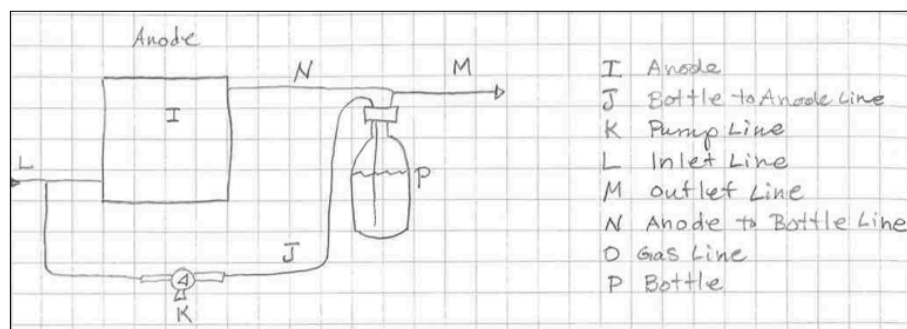 Anode
N
M
I
L
P
J
K
I Anode
J Bottle to Anode Line
K Pump Line
L Inlet Line
M outlet Line
N Anode to Bottle Line
O Gas Line
P Bottle